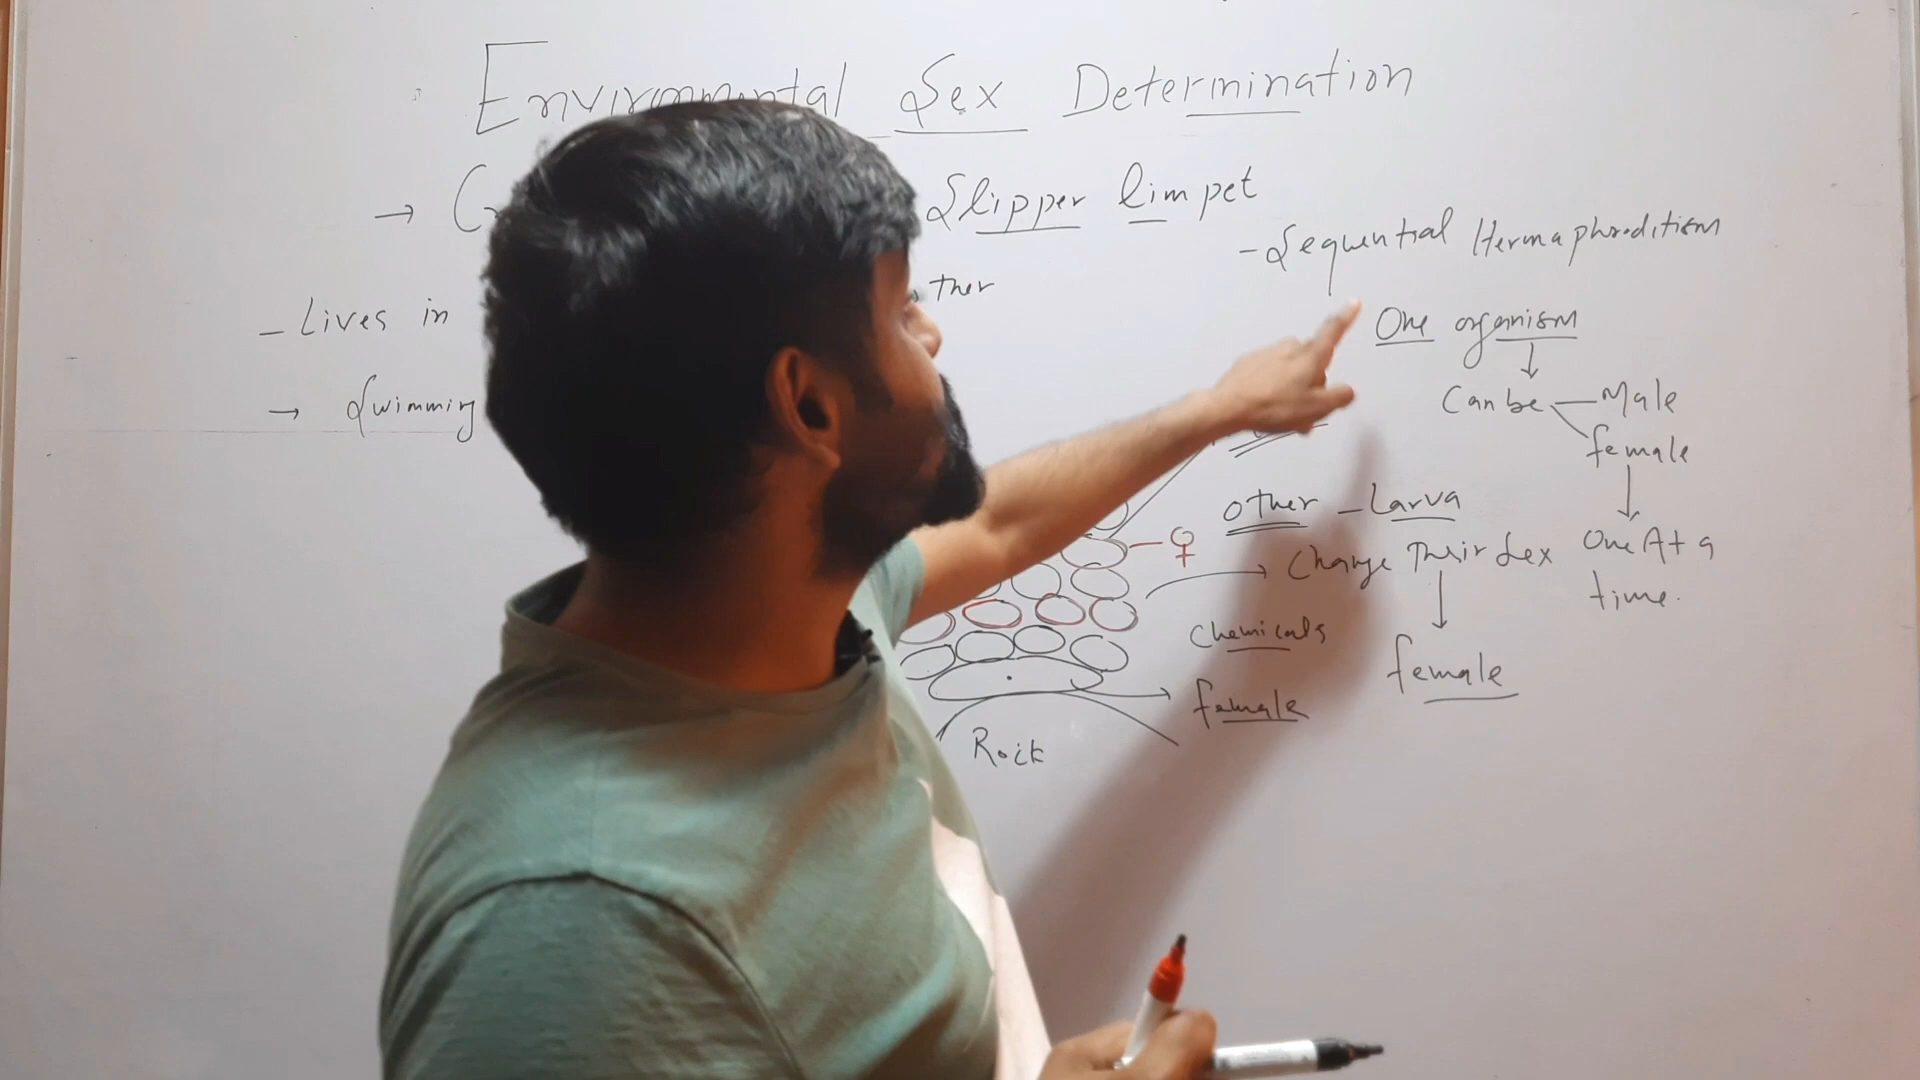 Environmental Sex Determination
→ Slipper limpet
- Sequential Hermaphroditism
- Lives in ther
One organism
→ Swimming
Can be Male
female
Other - Larva
♀ Change Their Sex One At a
time.
Chemicals
female
female
Rock